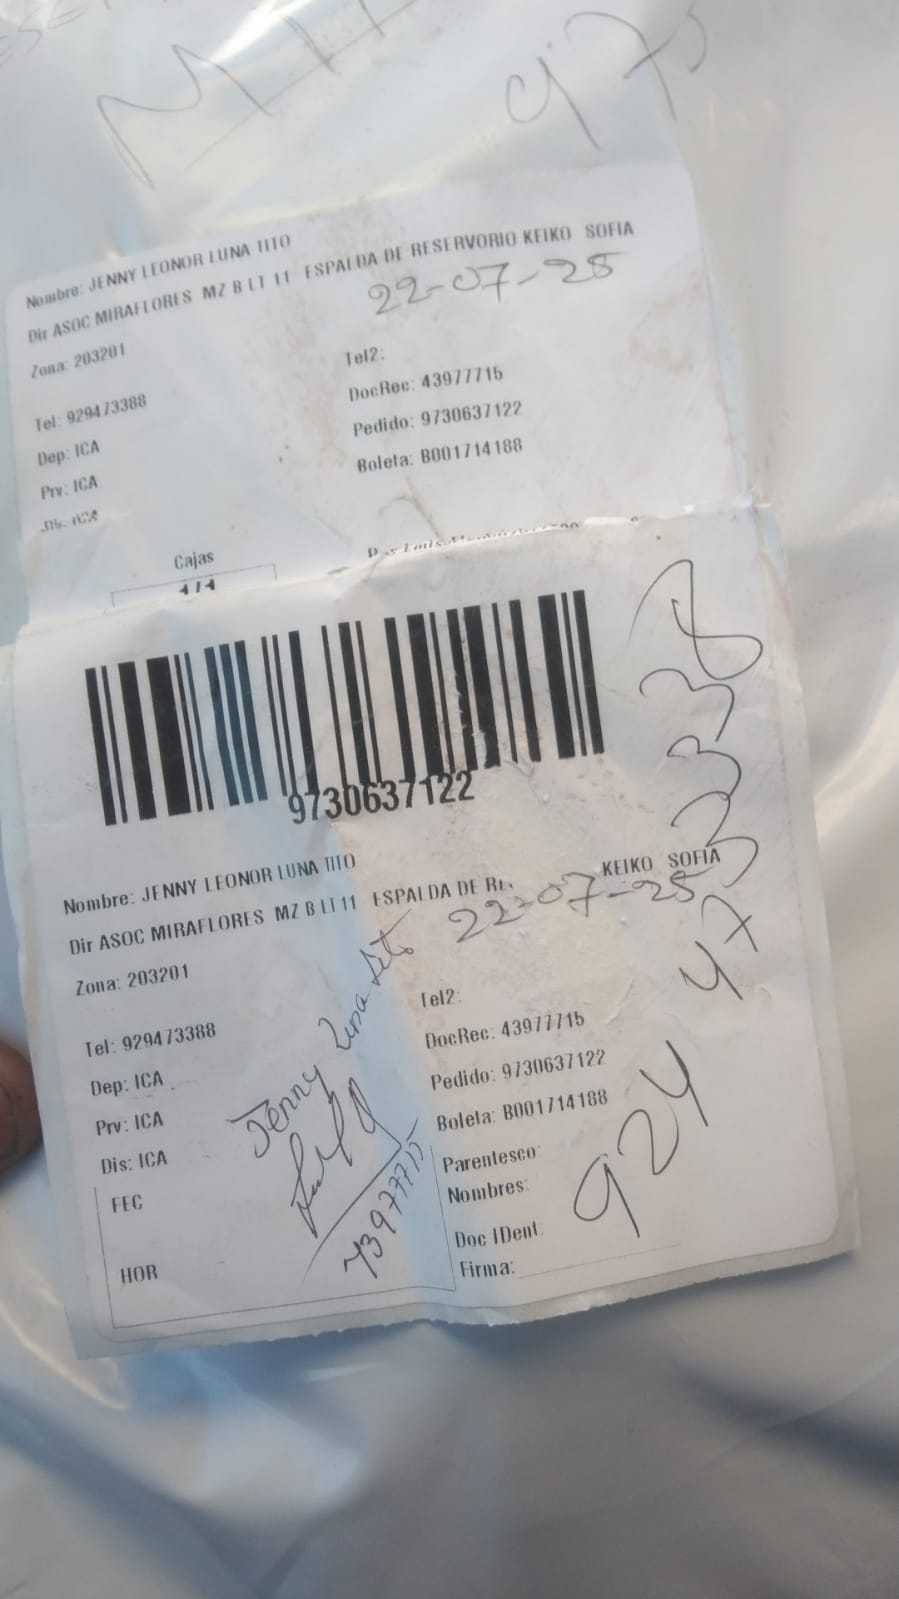 Nombre: JENNY LEONOR LUNA TITO
Dir ASOC MIRAFLORES MZ B LT 11 ESPALDA DE RESERVORIO KEIKO SOFIA
22-07-25
Zona: 203201
Tel2:
Tel: 929473388
DocRec: 43977715
Dep: ICA
Pedido: 9730637122
Prv: ICA
Boleta: B001714188
Dis: ICA
Cajas
1/1
9730637122
Nombre: JENNY LEONOR LUNA TITO
Dir ASOC MIRAFLORES MZ B LT 11 ESPALDA DE KEIKO SOFIA
22-07-25
Zona: 203201
Tel2:
Tel: 929473388
DocRec: 43977715
Dep: ICA
Pedido: 9730637122
Prv: ICA
Boleta: B001714188
Dis: ICA
Parentesco:
FEC
Nombres:
Doc IDent:
HOR
Firma:
Jenny Luna tito
924